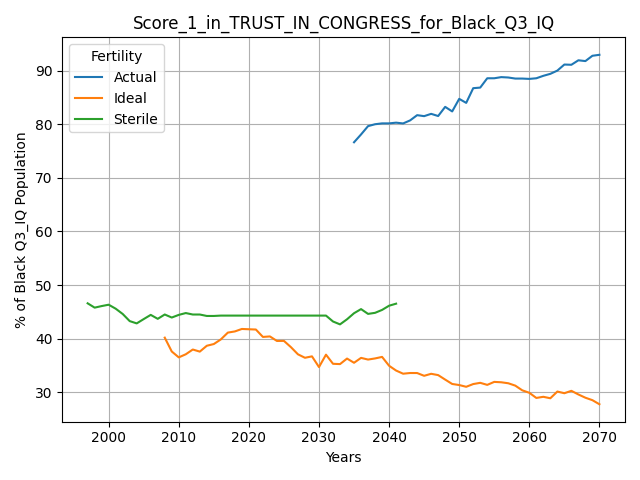 Score_1_in_TRUST_IN_CONGRESS_for_Black_Q3_IQ
Fertility
Actual
Ideal
Sterile
% of Black Q3_IQ Population
90
80
70
60
50
40
30
2000 2010 2020 2030 2040 2050 2060 2070
Years